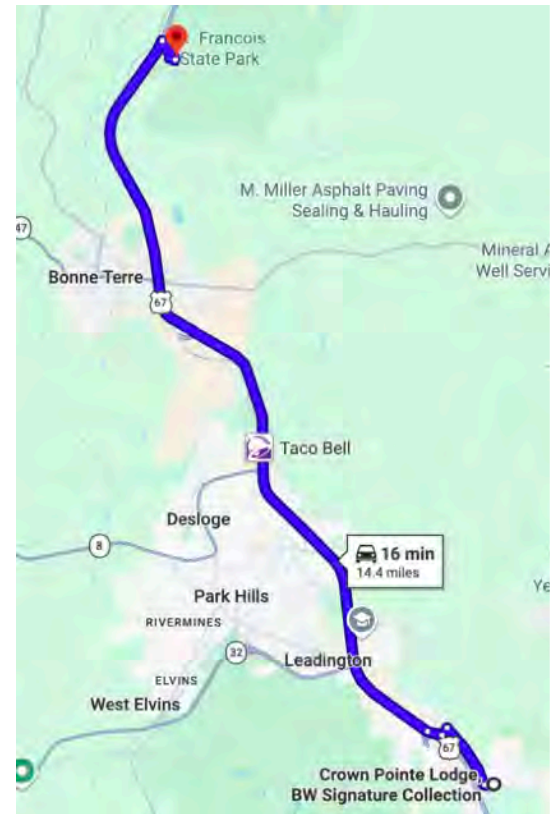 Francois
State Park
M. Miller Asphalt Paving
Sealing & Hauling
47
Mineral A
Well Servi
Bonne Terre
67
Taco Bell
Desloge
8
16 min
14.4 miles
Ye
Park Hills
RIVERMINES
32
Leadington
ELVINS
West Elvins
67
Crown Pointe Lodge,
BW Signature Collection